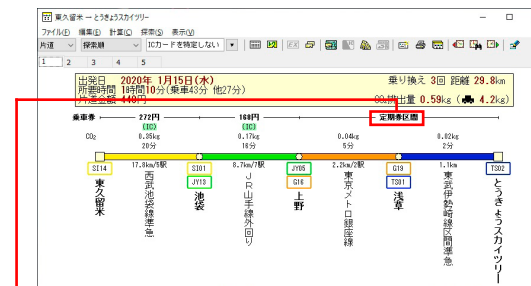 東久留米 → とうきょうスカイツリー
ファイル(F) 編集(E) 計算(C) 探索(S) 表示(V)
片道 探索順 ICカードを指定しない
1 2 3 4 5
出発日 2020年 1月15日(水) 乗り換え 3回 距離 29.8km
所要時間 1時間10分(乗車43分 他27分)
片道金額 440円 CO₂排出量 0.59kg ( 4.2kg)
乗車券 272円 168円 定期券区間
(IC) (IC)
CO₂ 0.35kg 0.17kg 0.04kg 0.02kg
20分 16分 5分 2分
17.8km/5駅 8.7km/7駅 2.2km/2駅 1.1km
SI14 SI01 JY05 G19 TS02
JY13 G16 TS01
東久留米
西武池袋線準急
池袋
JR山手線外回り
上野
東京メトロ銀座線
浅草
東武伊勢崎線区間準急
とうきょうスカイツリー